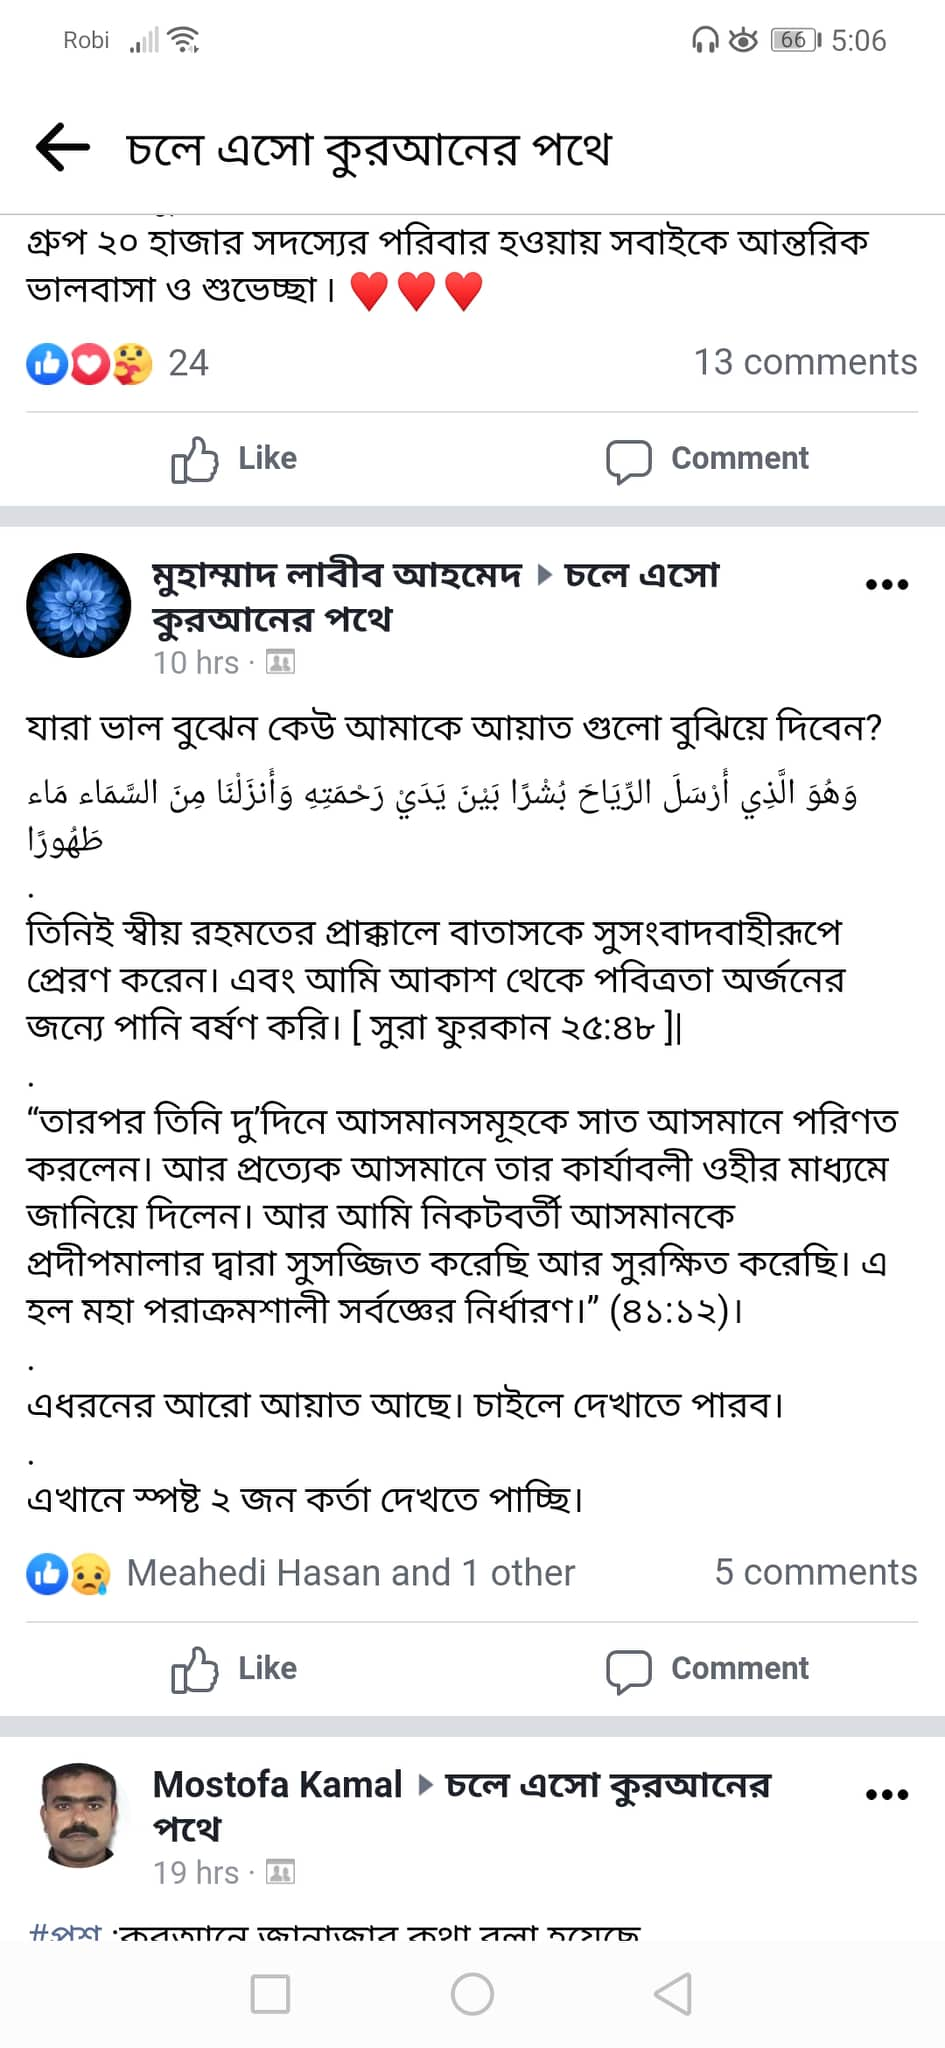 Robi 66 5:06
চলে এসো কুরআনের পথে
গ্রুপ ২০ হাজার সদস্যের পরিবার হওয়ায় সবাইকে আন্তরিক
ভালবাসা ও শুভেচ্ছা। ❤️❤️❤️
24 13 comments
Like Comment
মুহাম্মাদ লাবীব আহমেদ ▸ চলে এসো
কুরআনের পথে
10 hrs ·
যারা ভাল বুঝেন কেউ আমাকে আয়াত গুলো বুঝিয়ে দিবেন?
وَهُوَ الَّذِي أَرْسَلَ الرِّيَاحَ بُشْرًا بَيْنَ يَدَيْ رَحْمَتِهِ وَأَنزَلْنَا مِنَ السَّمَاء مَاء
طَهُورًا
.
তিনিই স্বীয় রহমতের প্রাক্কালে বাতাসকে সুসংবাদবাহীরূপে
প্রেরণ করেন। এবং আমি আকাশ থেকে পবিত্রতা অর্জনের
জন্যে পানি বর্ষণ করি। [ সুরা ফুরকান ২৫:৪৮ ]|
.
“তারপর তিনি দু’দিনে আসমানসমূহকে সাত আসমানে পরিণত
করলেন। আর প্রত্যেক আসমানে তার কার্যাবলী ওহীর মাধ্যমে
জানিয়ে দিলেন। আর আমি নিকটবর্তী আসমানকে
প্রদীপমালার দ্বারা সুসজ্জিত করেছি আর সুরক্ষিত করেছি। এ
হল মহা পরাক্রমশালী সর্বজ্ঞের নির্ধারণ।” (৪১:১২)।
.
এধরনের আরো আয়াত আছে। চাইলে দেখাতে পারব।
.
এখানে স্পষ্ট ২ জন কর্তা দেখতে পাচ্ছি।
Meahedi Hasan and 1 other 5 comments
Like Comment
Mostofa Kamal ▸ চলে এসো কুরআনের
পথে
19 hrs ·
#প্রশ্ন :কুরআনে জানাজার কথা বলা হয়েছে